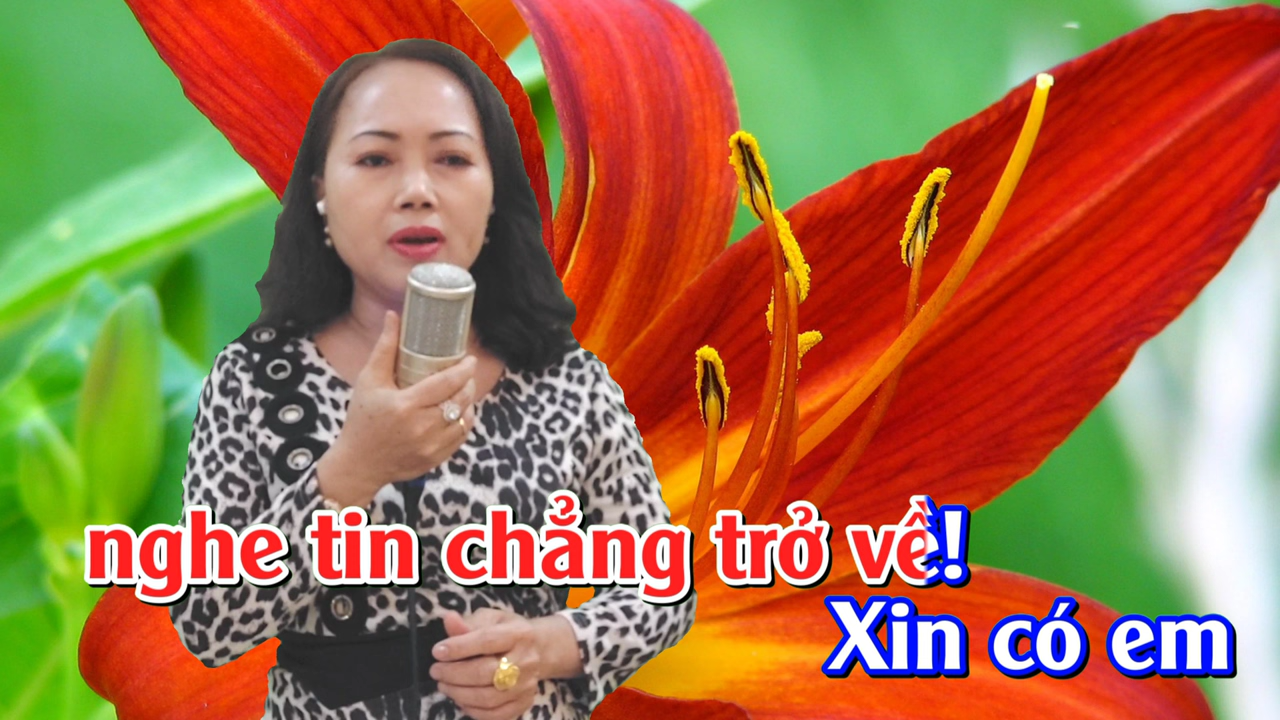 nghe tin chẳng trở về!
Xin có em